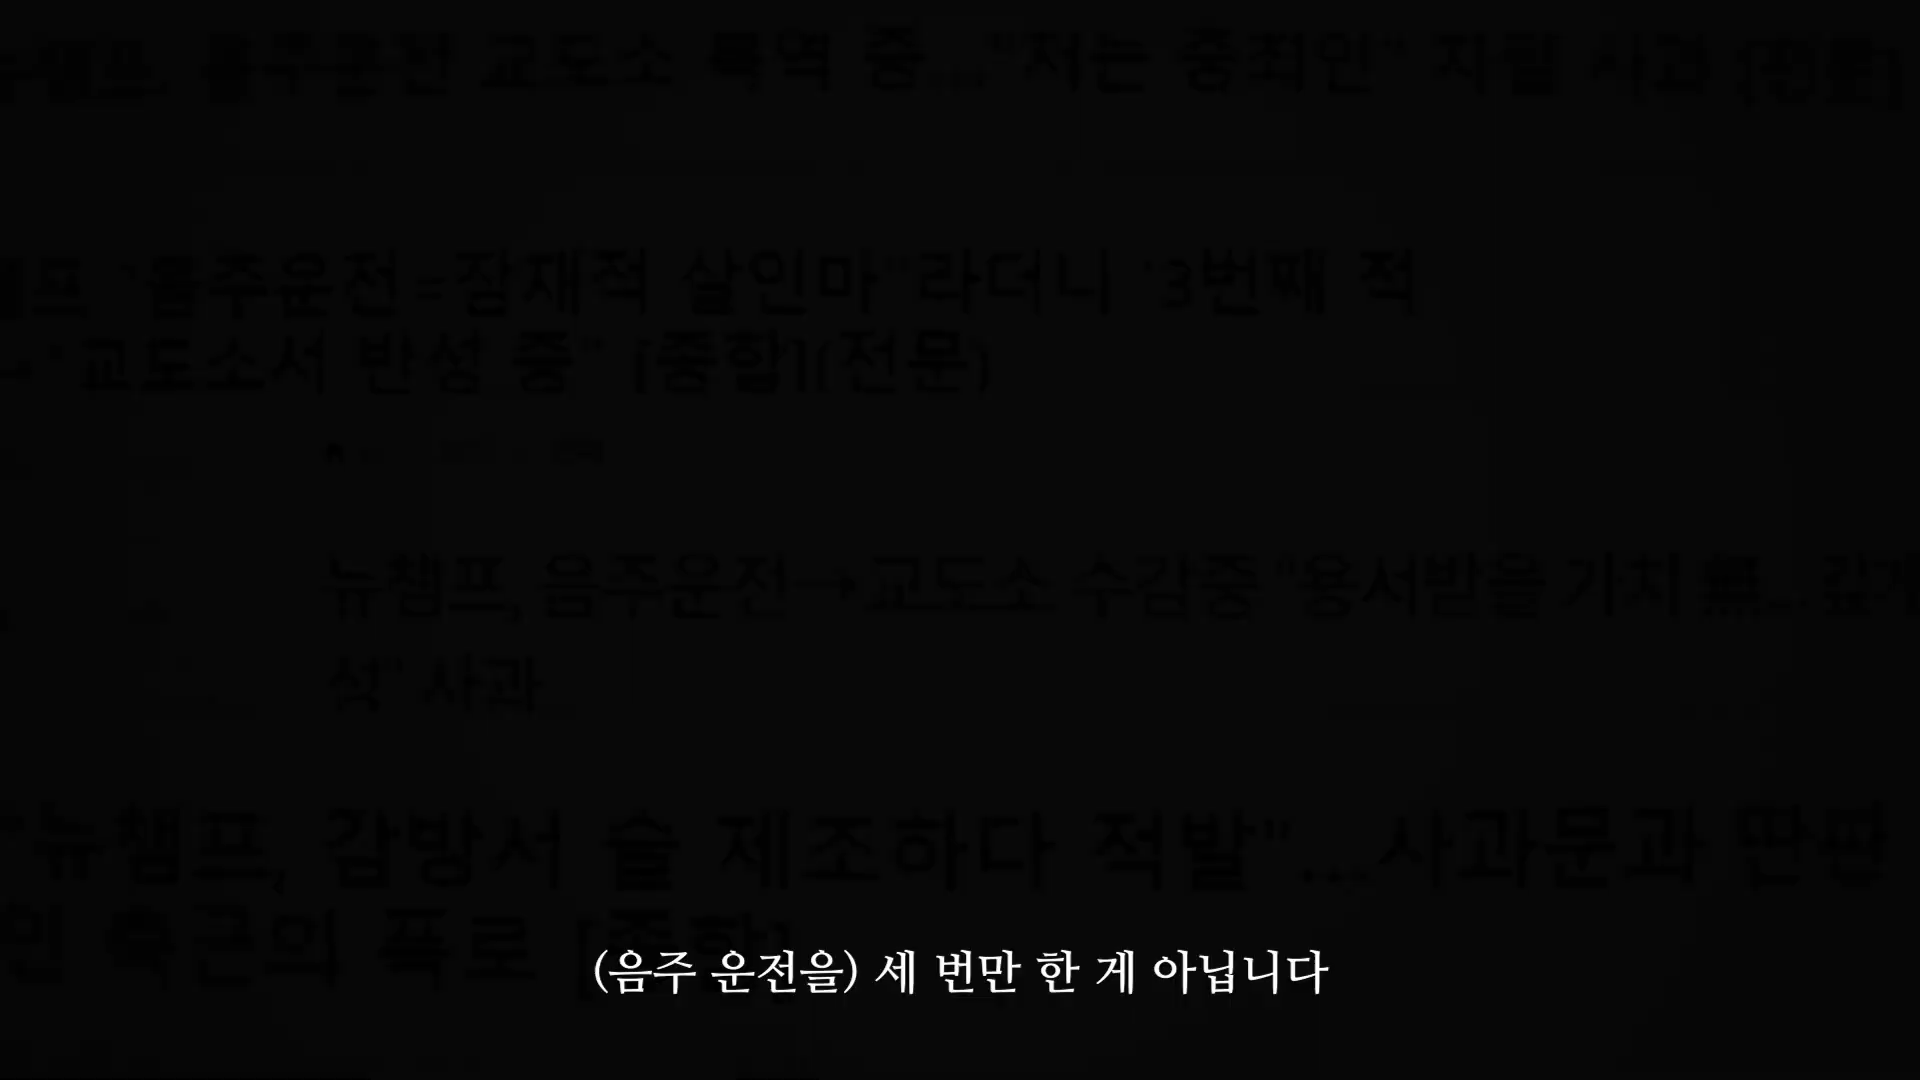 뉴챔프, 음주운전 교도소 복역 중..."저는 중죄인" 자필 사과 [전문]
챔프 "음주운전=잠재적 살인마"라더니 '3번째 적
→"교도소서 반성 중" [종합](전문)
뉴챔프, 음주운전→교도소 수감중 "용서받을 가치 無...
성' 사과
"뉴챔프, 감방서 술 제조하다 적발"...사과문과 딴판
인 측근의 폭로 [종합]
(음주 운전을) 세 번만 한 게 아닙니다